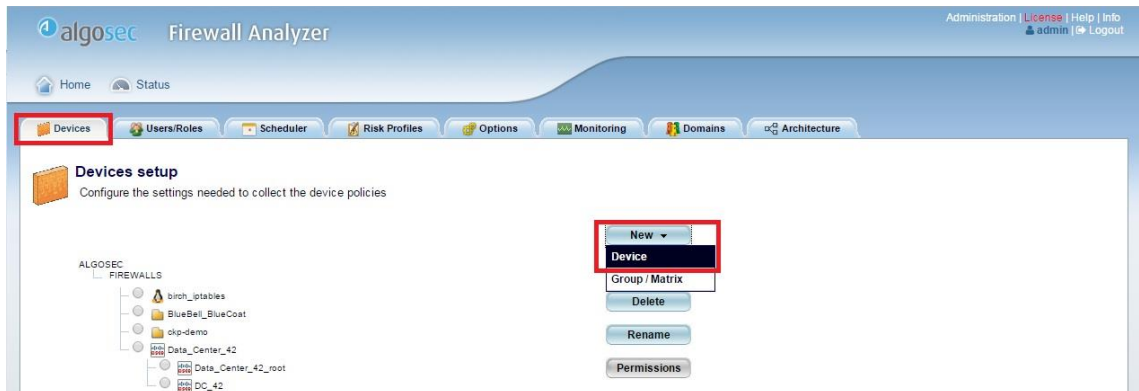 algosec Firewall Analyzer
Administration | License | Help | Info
admin | Logout
Home Status
Devices Users/Roles Scheduler Risk Profiles Options Monitoring Domains Architecture
Devices setup
Configure the settings needed to collect the device policies
New
Device
Group / Matrix
Delete
Rename
Permissions
ALGOSEC
FIREWALLS
birch_iptables
BlueBell_BlueCoat
ckp-demo
Data_Center_42
Data_Center_42_root
DC_42